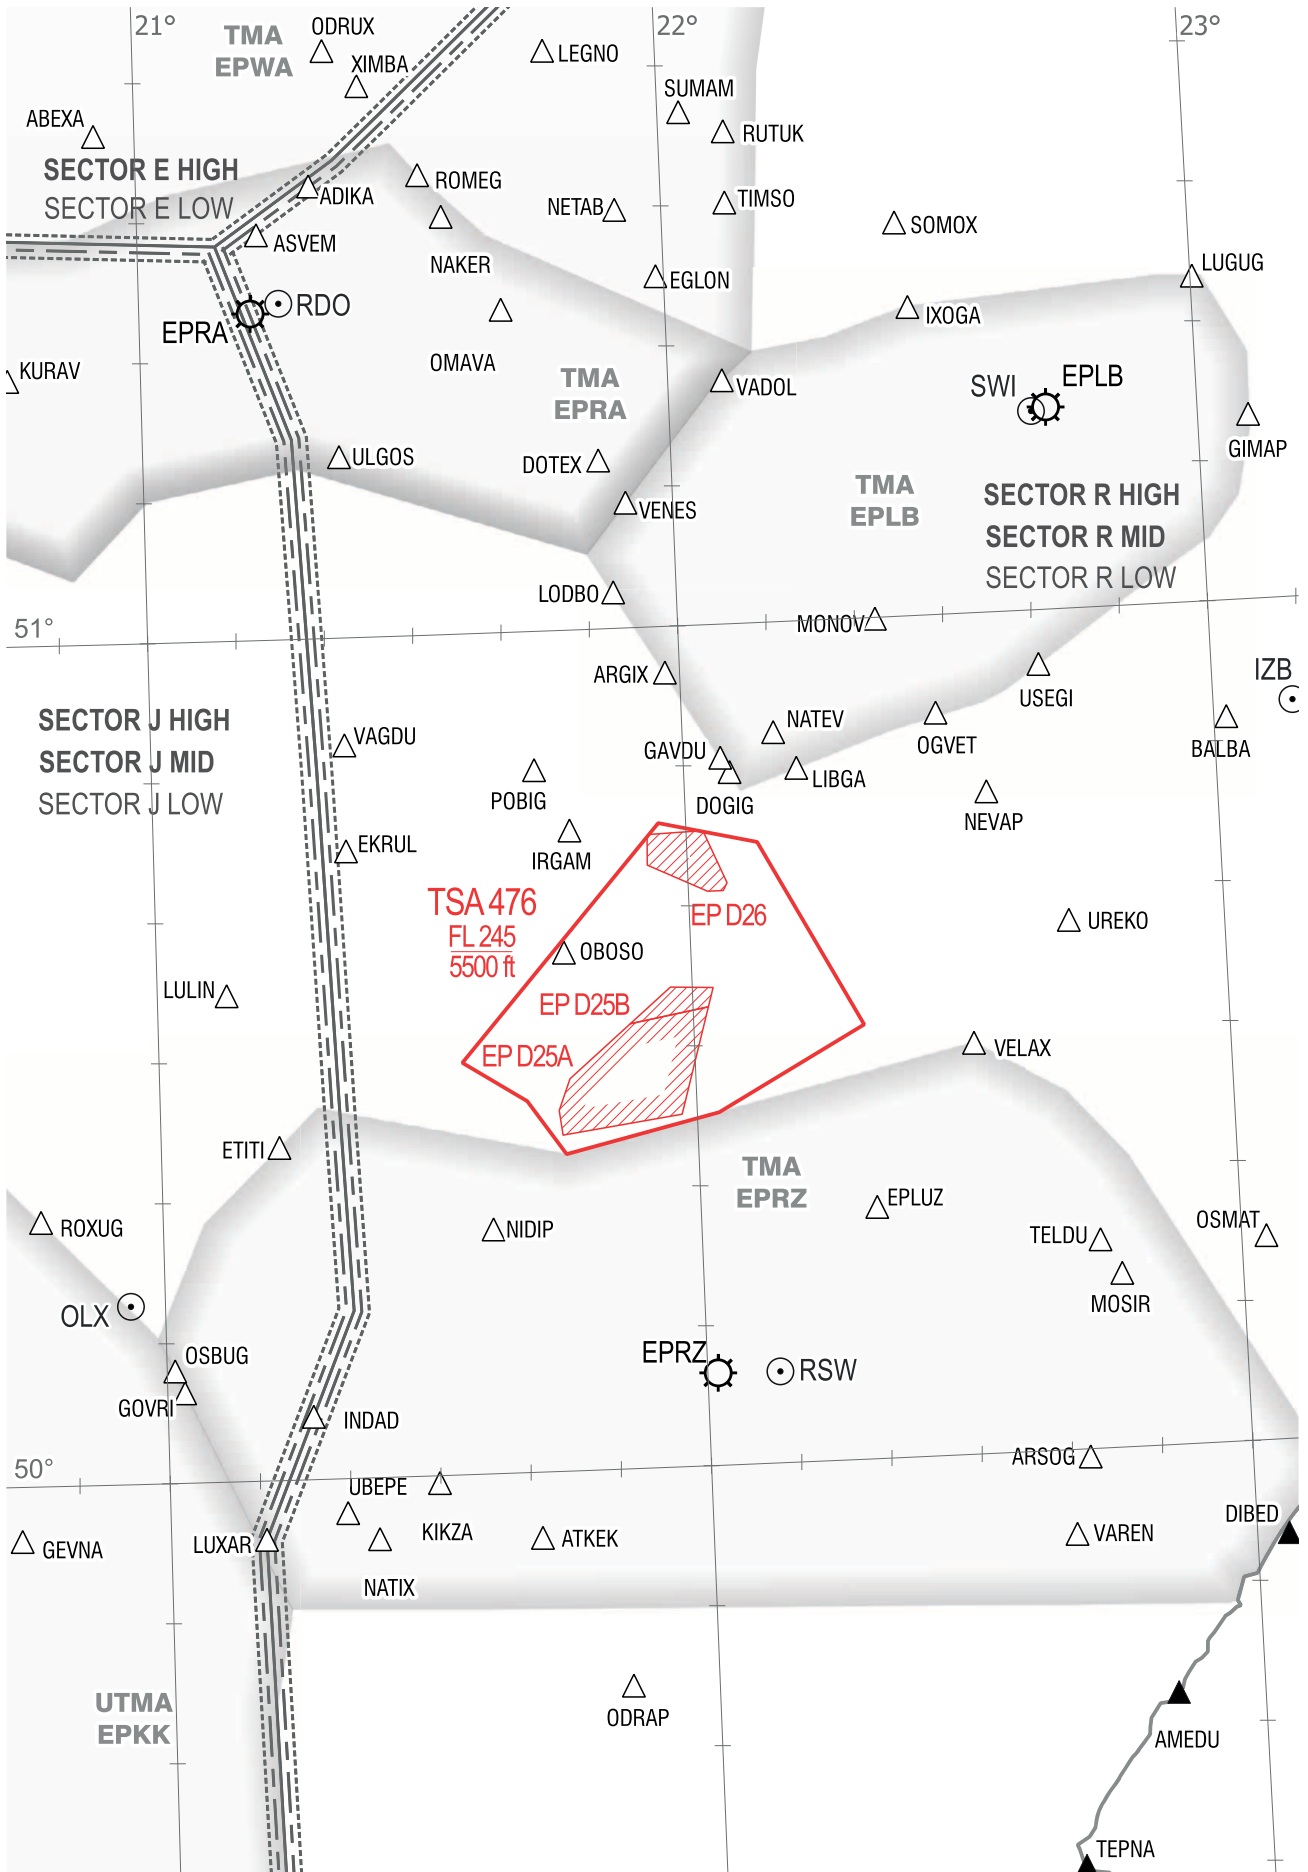 21°
22°
23°
TMA
EPWA
ODRUX
XIMBA
LEGNO
SUMAM
RUTUK
ABEXA
SECTOR E HIGH
SECTOR E LOW
ADIKA
ROMEG
NETAB
TIMSO
SOMOX
ASVEM
NAKER
EGLON
LUGUG
RDO
EPRA
IXOGA
KURAV
OMAVA
TMA
EPRA
VADOL
SWI
EPLB
ULGOS
DOTEX
GIMAP
VENES
TMA
EPLB
SECTOR R HIGH
SECTOR R MID
SECTOR R LOW
LODBO
51°
MONOV
ARGIX
USEGI
IZB
SECTOR J HIGH
SECTOR J MID
SECTOR J LOW
VAGDU
NATEV
GAVDU
OGVET
BALBA
POBIG
DOGIG
LIBGA
NEVAP
EKRUL
IRGAM
TSA 476
FL 245
5500 ft
EP D26
UREKO
OBOSO
LULIN
EP D25B
EP D25A
VELAX
ETITI
TMA
EPRZ
EPLUZ
ROXUG
NIDIP
TELDU
OSMAT
MOSIR
OLX
OSBUG
EPRZ
RSW
GOVRI
INDAD
50°
UBEPE
ARSOG
GEVNA
LUXAR
KIKZA
ATKEK
VAREN
DIBED
NATIX
UTMA
EPKK
ODRAP
AMEDU
TEPNA